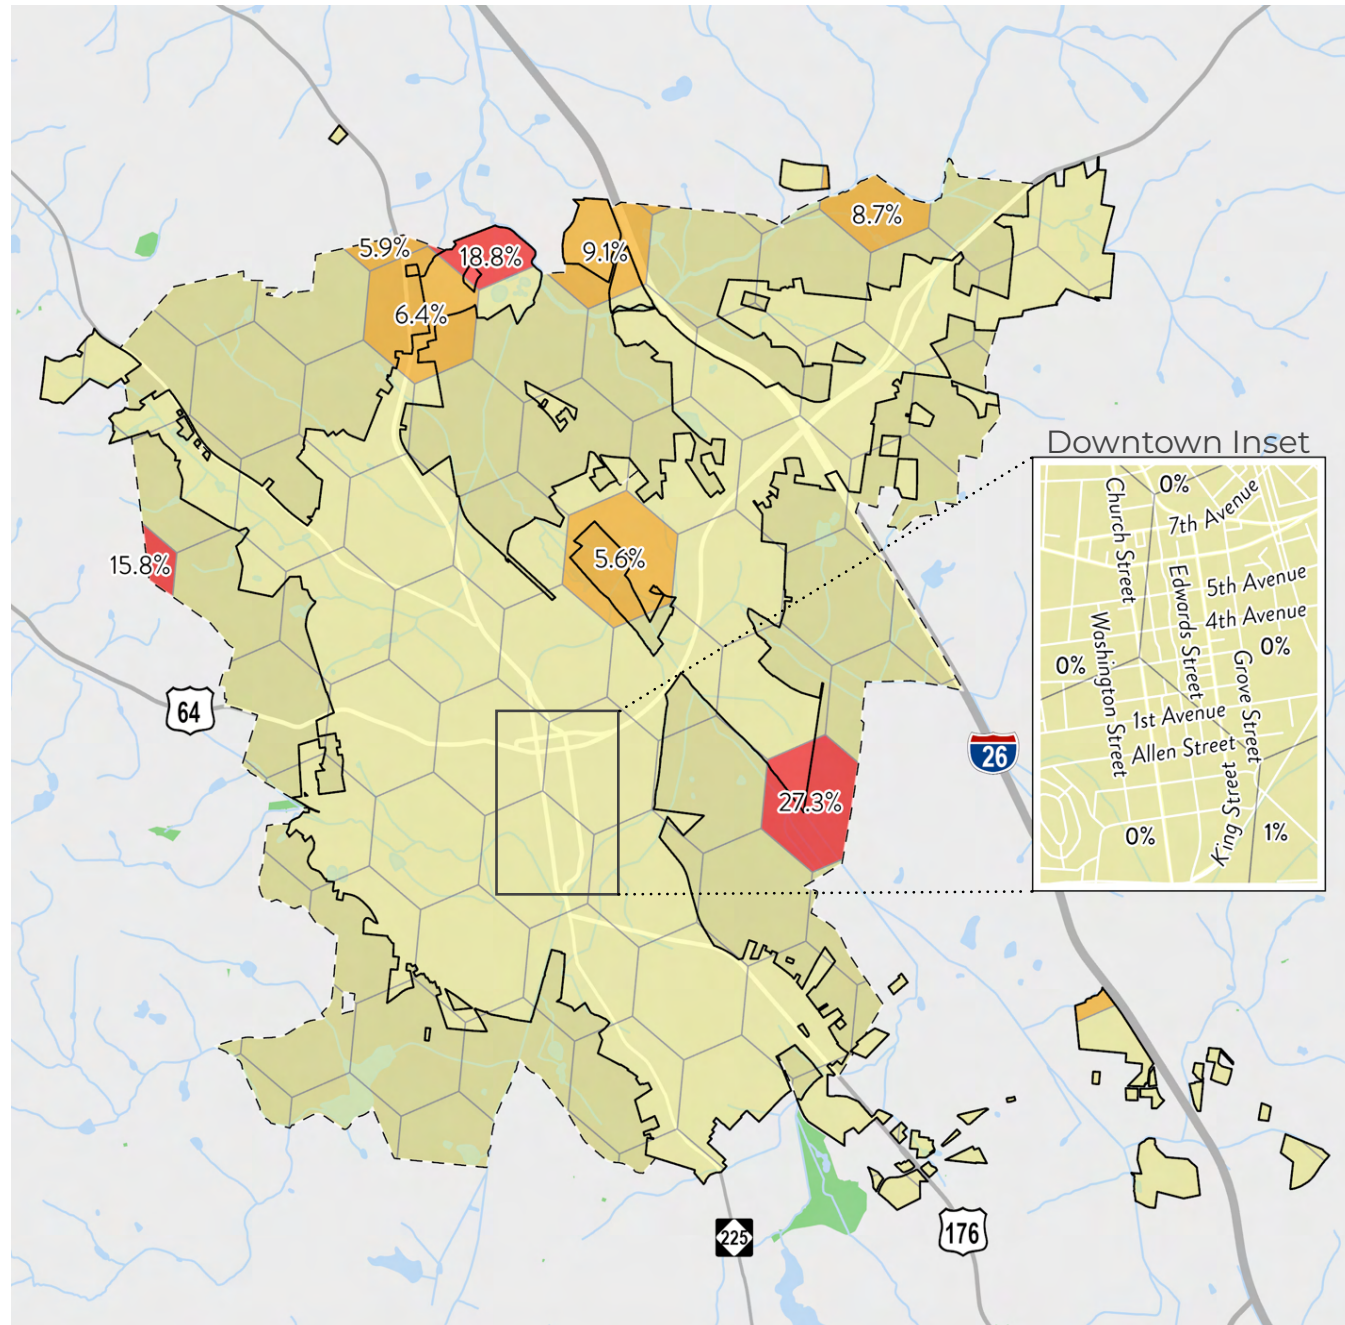 8.7%
5.9%
18.8%
9.1%
6.4%
Downtown Inset
0%
Church Street
7th Avenue
5.6%
15.8%
Edwards Street
5th Avenue
4th Avenue
Washington Street
0%
0%
Grove Street
64
1st Avenue
Allen Street
26
27.3%
King Street
0%
1%
225
176